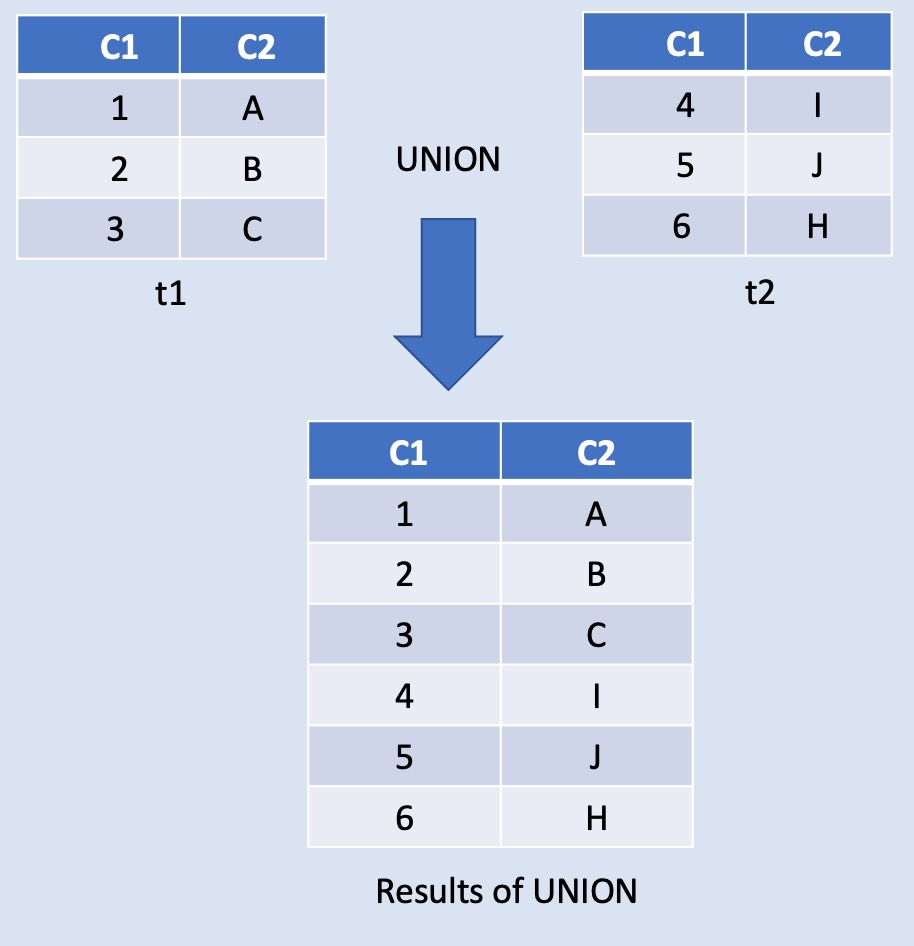 C1 C2
1 A
2 B
3 C
t1
UNION
C1 C2
4 I
5 J
6 H
t2
C1 C2
1 A
2 B
3 C
4 I
5 J
6 H
Results of UNION